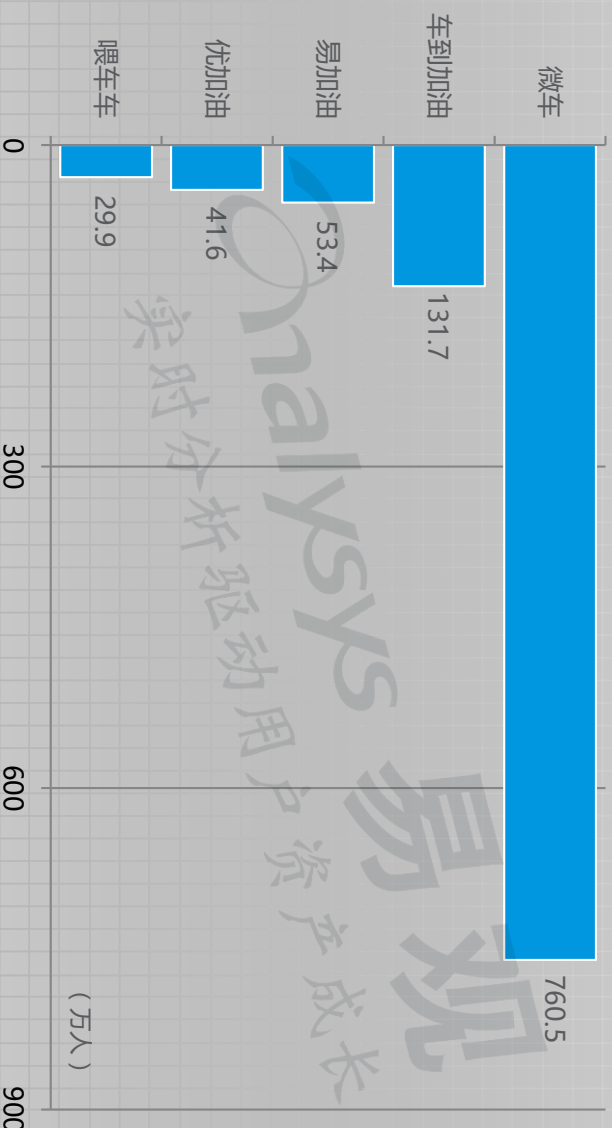 微车
760.5
车到加油
131.7
易加油
53.4
优加油
41.6
喂车车
29.9
0
300
600
900
（万人）
analysys 易观
实时分析驱动用户资产成长